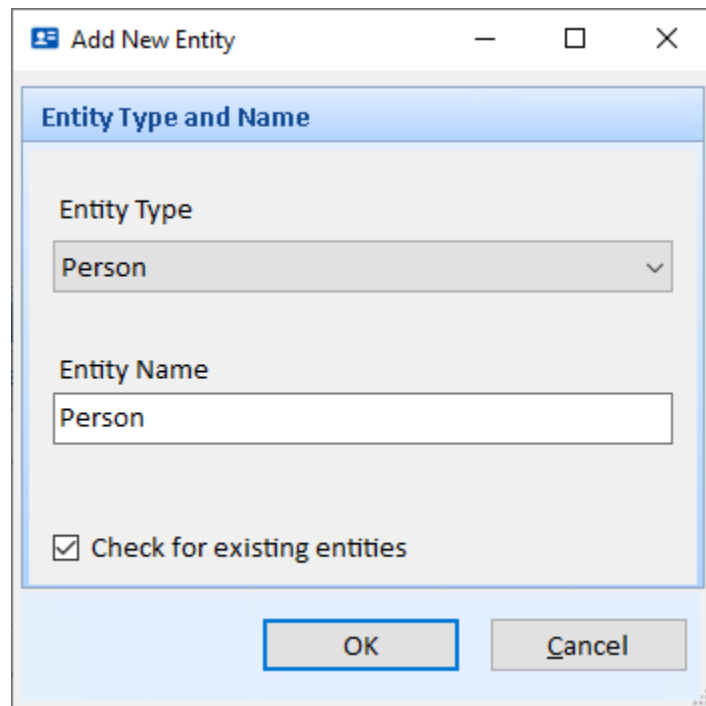 Add New Entity
Entity Type and Name
Entity Type
Person
Entity Name
Person
Check for existing entities
OK Cancel